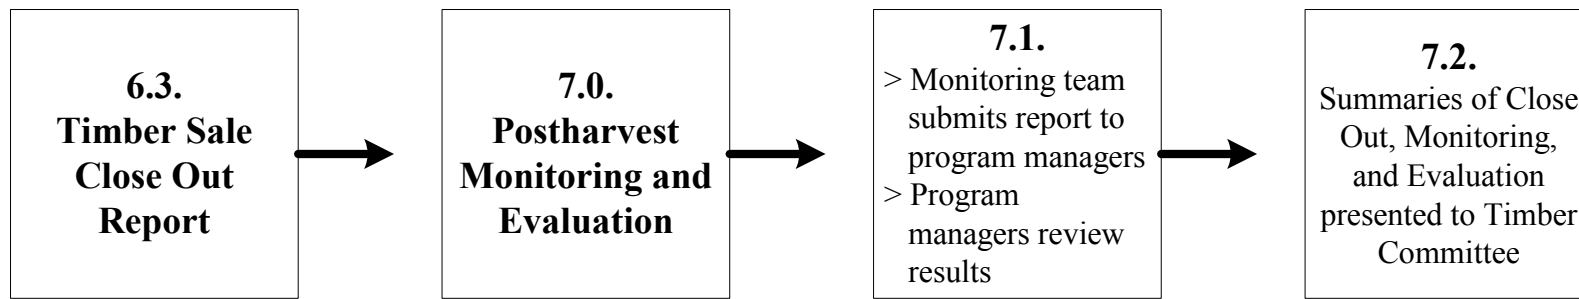 6.3.
Timber Sale
Close Out
Report
7.0.
Postharvest
Monitoring and
Evaluation
7.1.
> Monitoring team
submits report to
program managers
> Program
managers review
results
7.2.
Summaries of Close
Out, Monitoring,
and Evaluation
presented to Timber
Committee